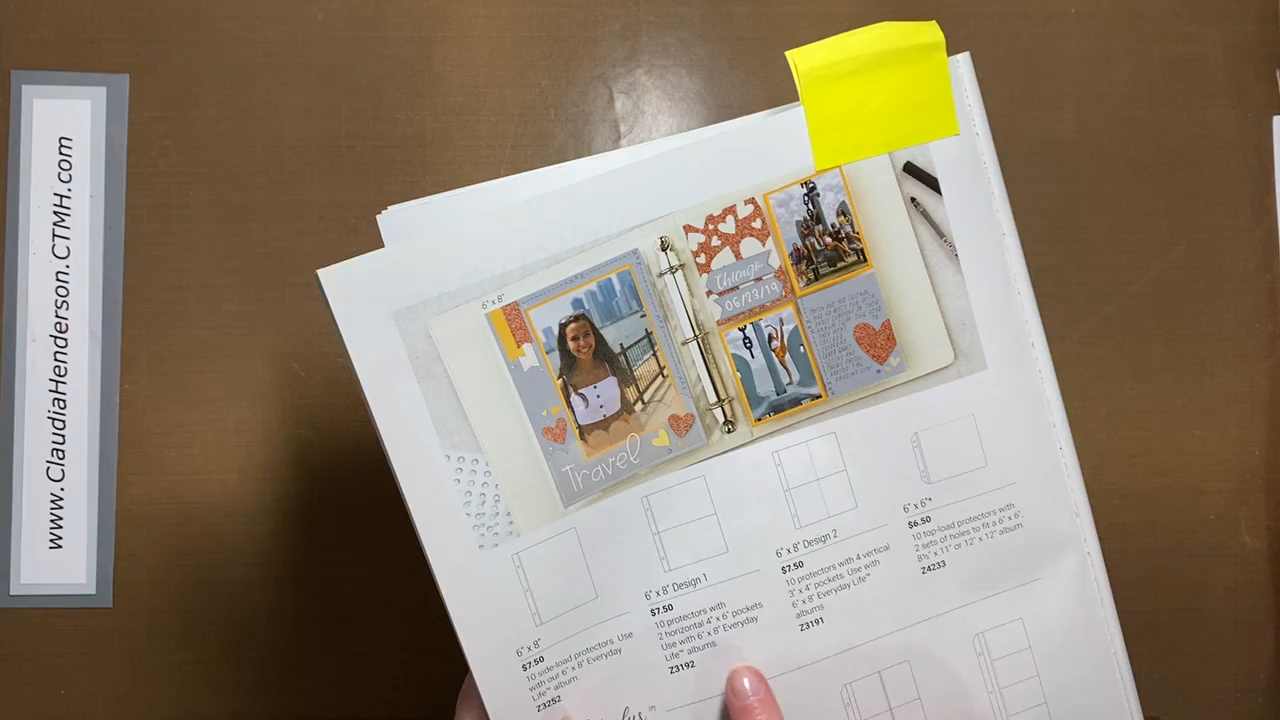 www.ClaudiaHenderson.CTMH.com
6" x 8"
Travel
Chicago
06/23/19
6" x 8"
$7.50
10 side-load protectors. Use
with our 6" x 8" Everyday
Life™ album.
Z3252
6" x 8" Design 1
$7.50
10 protectors with
2 horizontal 4" x 6" pockets.
Use with 6" x 8" Everyday
Life™ albums.
Z3192
6" x 8" Design 2
$7.50
10 protectors with 4 vertical
3" x 4" pockets. Use with
6" x 8" Everyday Life™
albums
Z3191
6" x 6"*
$6.50
10 top-load protectors with
2 sets of holes to fit a 6" x 6",
8½" x 11" or 12" x 12" album.
Z4233